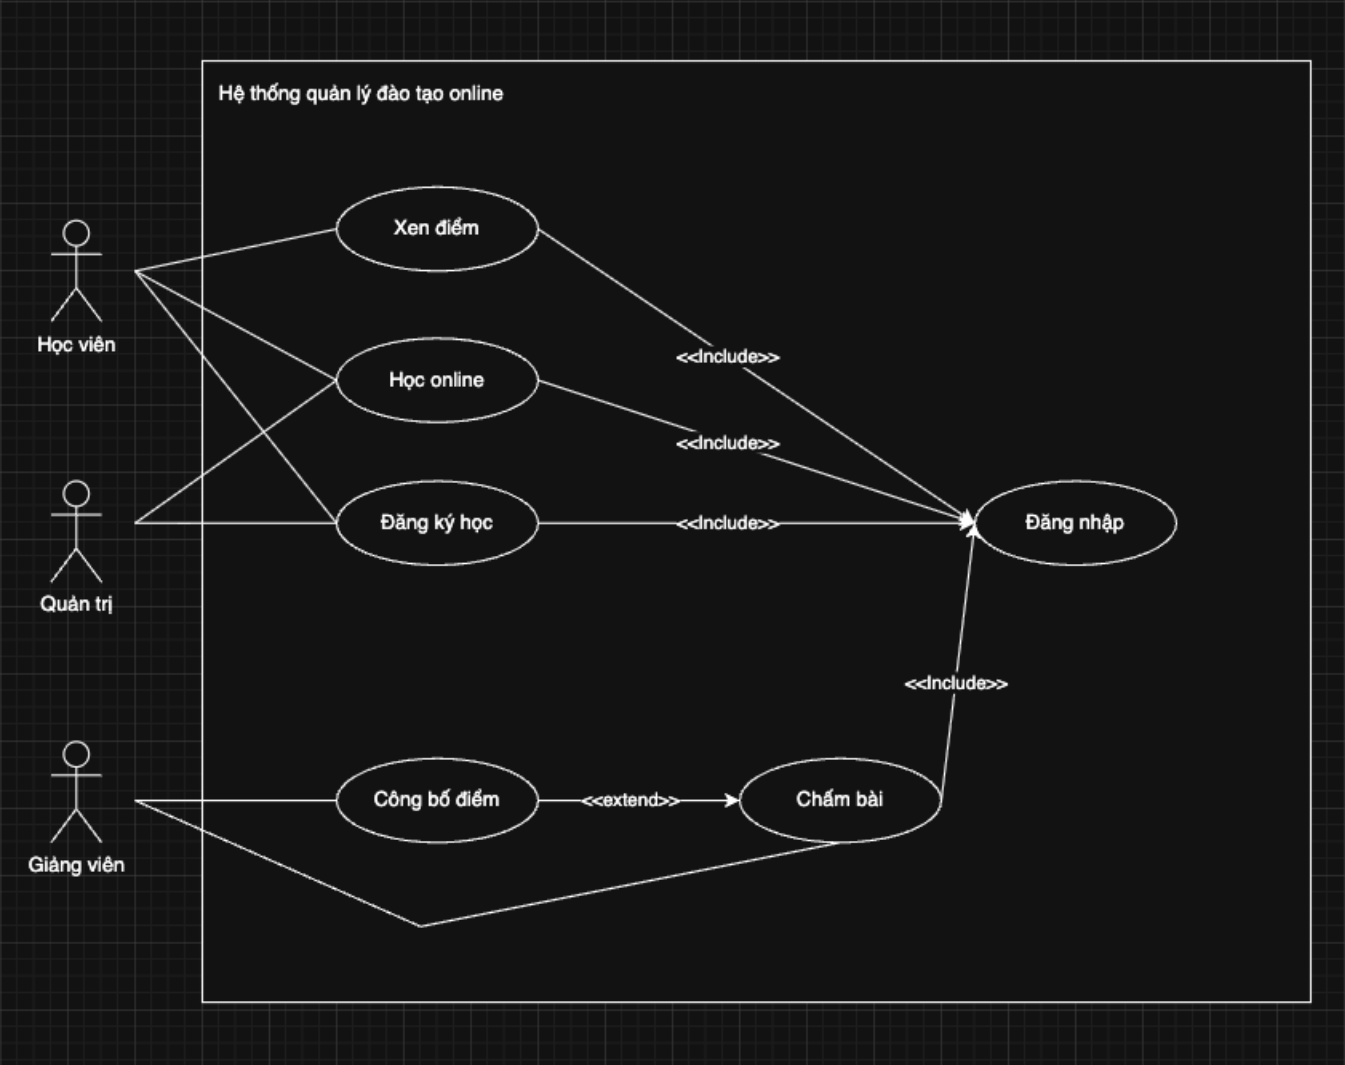 Hệ thống quản lý đào tạo online
Xen điểm
Học viên
<<Include>>
Học online
<<Include>>
Đăng ký học
<<Include>>
Đăng nhập
Quản trị
<<Include>>
Công bố điểm
<<extend>>
Chấm bài
Giảng viên